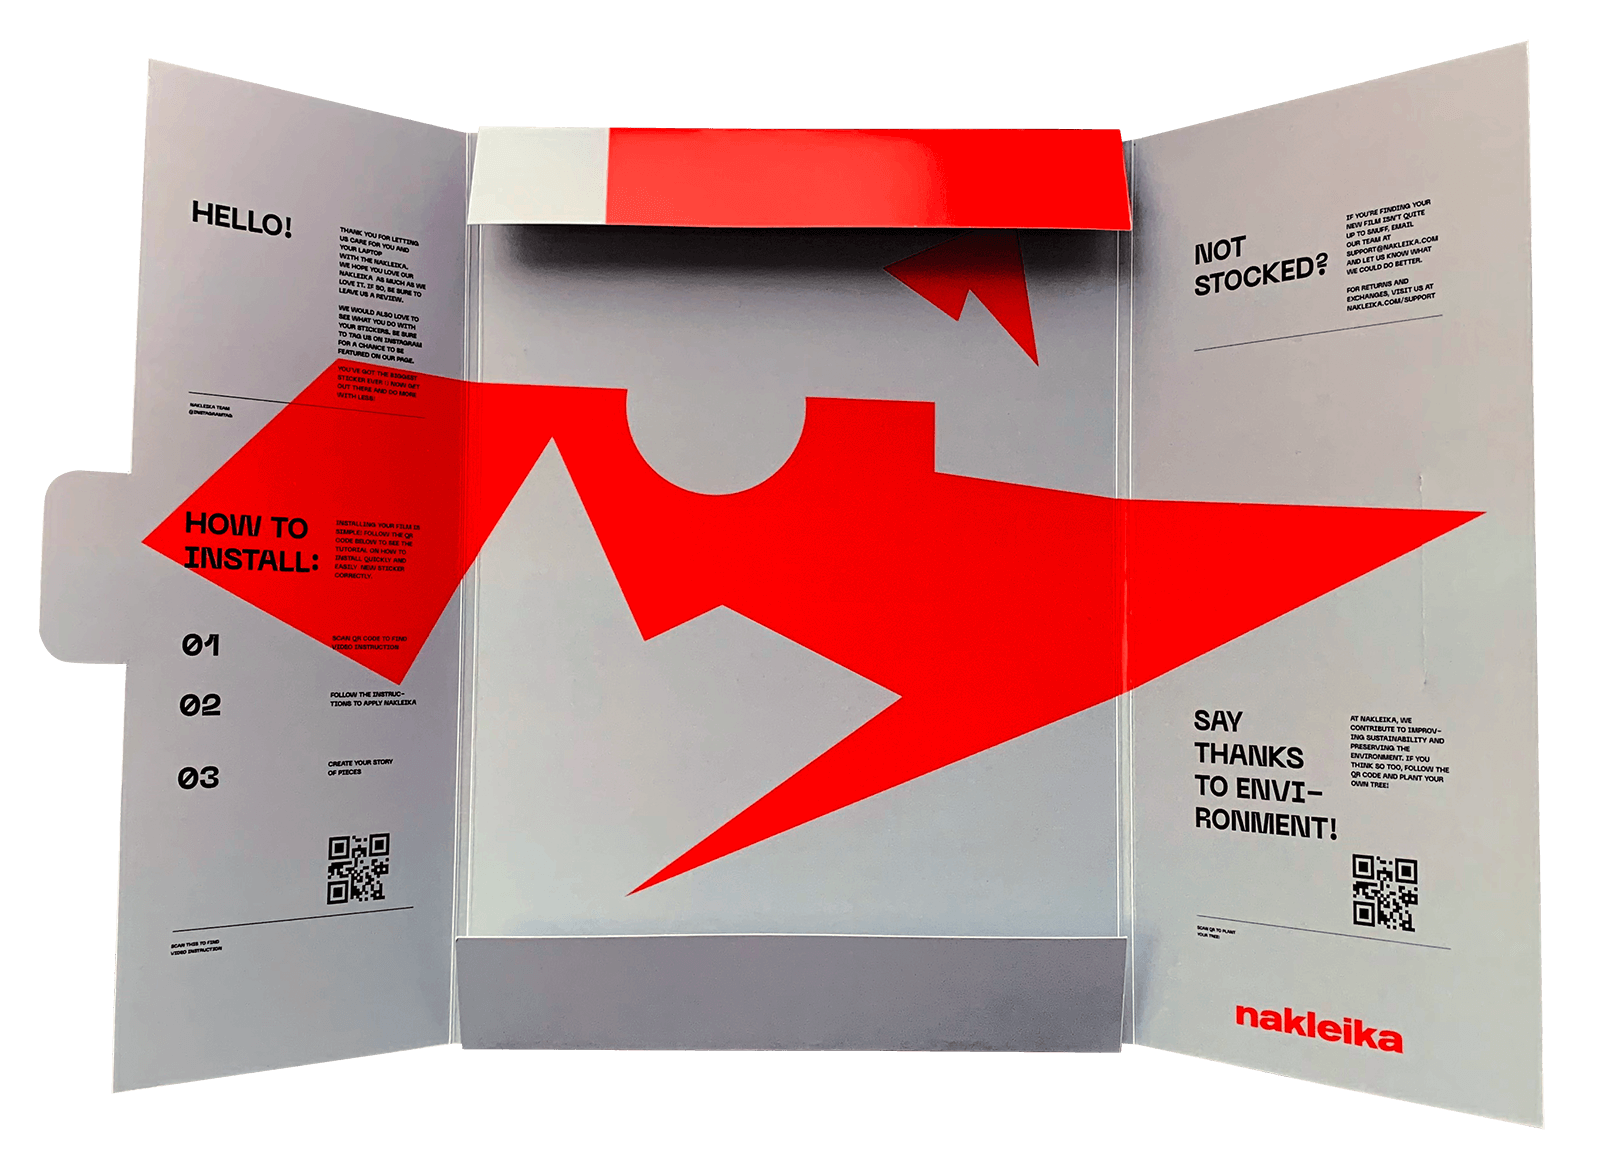 HELLO!
THANK YOU FOR LETTING
US CARE FOR YOU AND
YOUR LAPTOP
WITH THE NAKLEIKA.
WE HOPE YOU LOVE OUR
NAKLEIKA AS MUCH AS WE
LOVE IT. IF SO, BE SURE TO
LEAVE US A REVIEW.
WE WOULD ALSO LOVE TO
SEE WHAT YOU DO WITH
YOUR STICKERS. BE SURE
TO TAG US ON INSTAGRAM
FOR A CHANCE TO BE
FEATURED ON OUR PAGE.
YOU'VE GOT THE BIGGEST
STICKER EVER!! NOW GET
OUT THERE AND DO MORE
WITH LESS!
NAKLEIKA TEAM
@INSTAGRAMTAG
HOW TO
INSTALL:
INSTALLING YOUR FILM IS
SIMPLE! FOLLOW THE QR
CODE BELOW TO SEE THE
TUTORIAL ON HOW TO
INSTALL QUICKLY AND
EASILY NEW STICKER
CORRECTLY.
01
SCAN QR CODE TO FIND
VIDEO INSTRUCTION
02
FOLLOW THE INSTRUC-
TIONS TO APPLY NAKLEIKA
03
CREATE YOUR STORY
OF PIECES
SCAN THIS TO FIND
VIDEO INSTRUCTION
NOT
STOCKED?
IF YOU'RE FINDING YOUR
NEW FILM ISN'T QUITE
UP TO SNUFF, EMAIL
OUR TEAM AT
SUPPORT@NAKLEIKA.COM
AND LET US KNOW WHAT
WE COULD DO BETTER.
FOR RETURNS AND
EXCHANGES, VISIT US AT
NAKLEIKA.COM/SUPPORT
SAY
THANKS
TO ENVI-
RONMENT!
AT NAKLEIKA, WE
CONTRIBUTE TO IMPROV-
ING SUSTAINABILITY AND
PRESERVING THE
ENVIRONMENT. IF YOU
THINK SO TOO, FOLLOW THE
QR CODE AND PLANT YOUR
OWN TREE!
SCAN QR TO PLANT
YOUR TREE!
nakleika